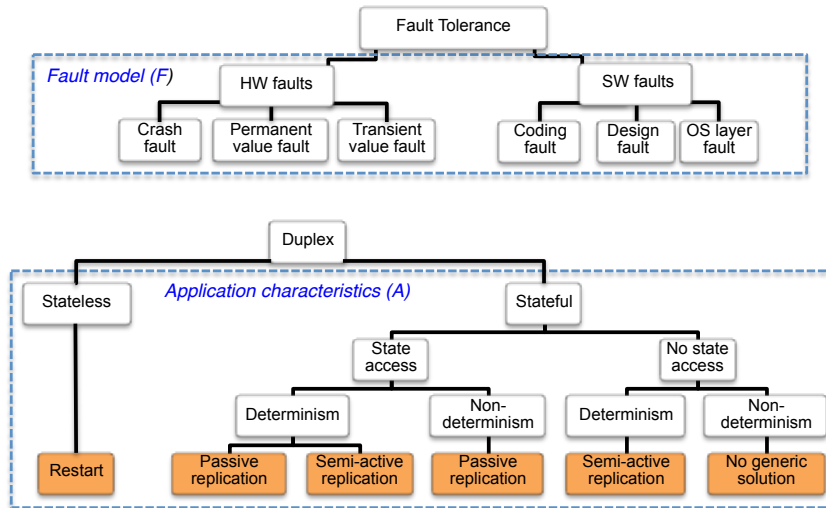 Fault Tolerance
Fault model (F)
HW faults
SW faults
Crash
fault
Permanent
value fault
Transient
value fault
Coding
fault
Design
fault
OS layer
fault
Duplex
Application characteristics (A)
Stateless
Stateful
State
access
No state
access
Determinism
Non-
determinism
Determinism
Non-
determinism
Restart
Passive
replication
Semi-active
replication
Passive
replication
Semi-active
replication
No generic
solution